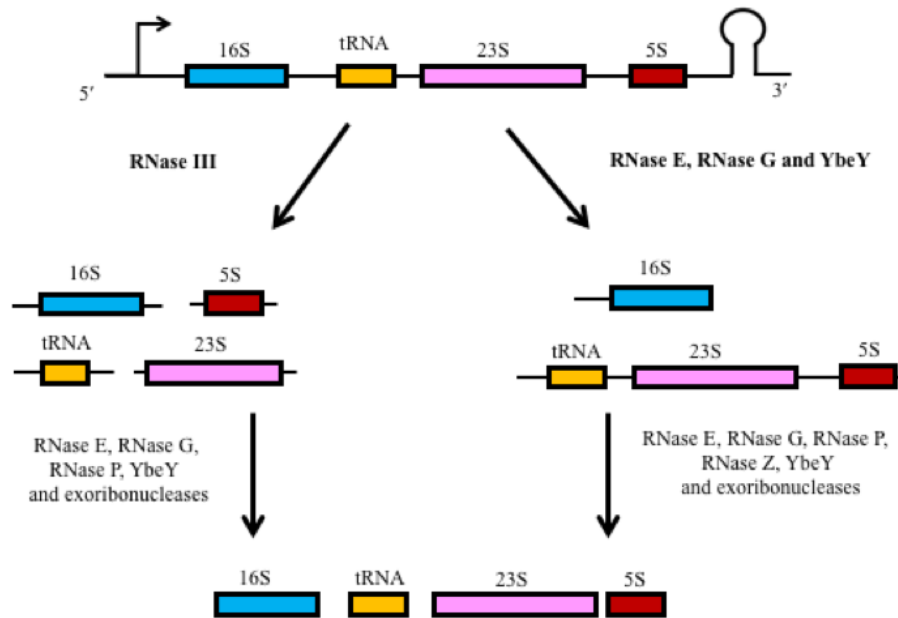 16S
tRNA
23S
5S
5′
3′
RNase III
RNase E, RNase G and YbeY
16S
5S
16S
tRNA
23S
tRNA
23S
5S
RNase E, RNase G,
RNase P, YbeY
and exoribonucleases
RNase E, RNase G, RNase P,
RNase Z, YbeY
and exoribonucleases
16S
tRNA
23S
5S